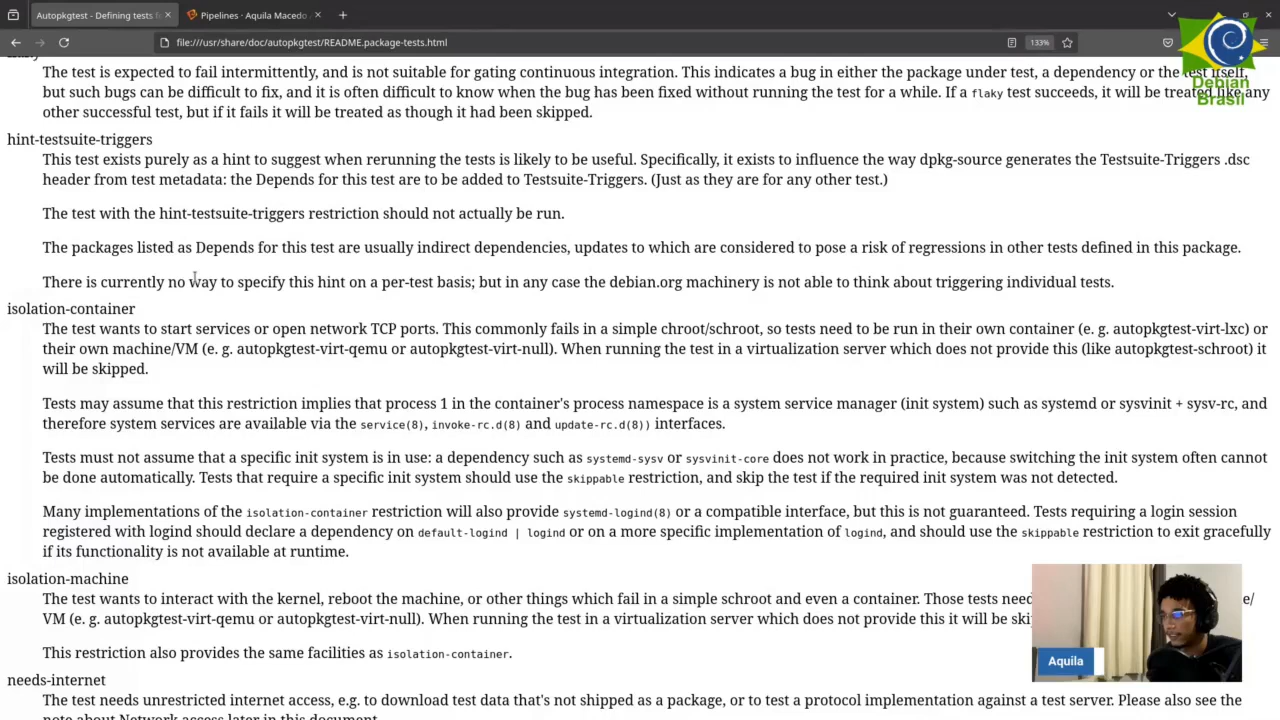 Autopkgtest - Defining tests f
Pipelines · Aquila Macedo
file:///usr/share/doc/autopkgtest/README.package-tests.html
133%
Debian
Brasil
The test is expected to fail intermittently, and is not suitable for gating continuous integration. This indicates a bug in either the package under test, a dependency or the test itself,
but such bugs can be difficult to fix, and it is often difficult to know when the bug has been fixed without running the test for a while. If a flaky test succeeds, it will be treated like any
other successful test, but if it fails it will be treated as though it had been skipped.
hint-testsuite-triggers
This test exists purely as a hint to suggest when rerunning the tests is likely to be useful. Specifically, it exists to influence the way dpkg-source generates the Testsuite-Triggers .dsc
header from test metadata: the Depends for this test are to be added to Testsuite-Triggers. (Just as they are for any other test.)
The test with the hint-testsuite-triggers restriction should not actually be run.
The packages listed as Depends for this test are usually indirect dependencies, updates to which are considered to pose a risk of regressions in other tests defined in this package.
There is currently no way to specify this hint on a per-test basis; but in any case the debian.org machinery is not able to think about triggering individual tests.
isolation-container
The test wants to start services or open network TCP ports. This commonly fails in a simple chroot/schroot, so tests need to be run in their own container (e. g. autopkgtest-virt-lxc) or
their own machine/VM (e. g. autopkgtest-virt-qemu or autopkgtest-virt-null). When running the test in a virtualization server which does not provide this (like autopkgtest-schroot) it
will be skipped.
Tests may assume that this restriction implies that process 1 in the container's process namespace is a system service manager (init system) such as systemd or sysvinit + sysv-rc, and
therefore system services are available via the service(8), invoke-rc.d(8) and update-rc.d(8)) interfaces.
Tests must not assume that a specific init system is in use: a dependency such as systemd-sysv or sysvinit-core does not work in practice, because switching the init system often cannot
be done automatically. Tests that require a specific init system should use the skippable restriction, and skip the test if the required init system was not detected.
Many implementations of the isolation-container restriction will also provide systemd-logind(8) or a compatible interface, but this is not guaranteed. Tests requiring a login session
registered with logind should declare a dependency on default-logind | logind or on a more specific implementation of logind, and should use the skippable restriction to exit gracefully
if its functionality is not available at runtime.
isolation-machine
The test wants to interact with the kernel, reboot the machine, or other things which fail in a simple schroot and even a container. Those tests need
VM (e. g. autopkgtest-virt-qemu or autopkgtest-virt-null). When running the test in a virtualization server which does not provide this it will be ski
This restriction also provides the same facilities as isolation-container.
Aquila
needs-internet
The test needs unrestricted internet access, e.g. to download test data that's not shipped as a package, or to test a protocol implementation against a test server. Please also see the
note about Network access later in this document.